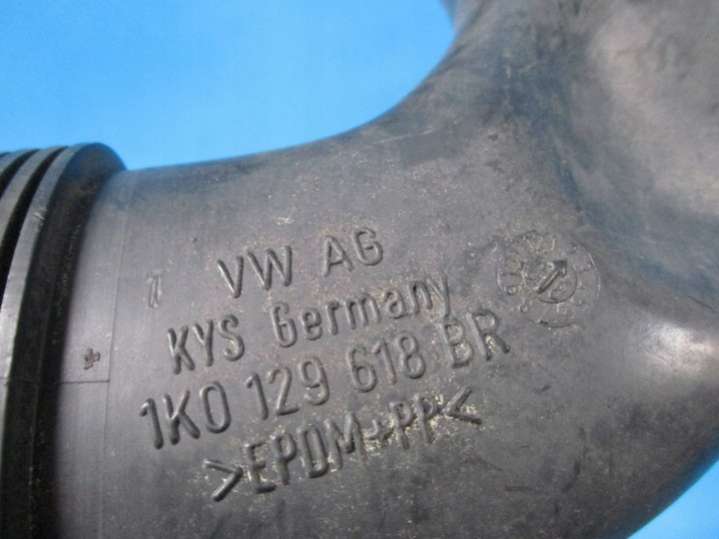 VW AG
KYS Germany
1K0 129 618 BR
>EPDM+PP<